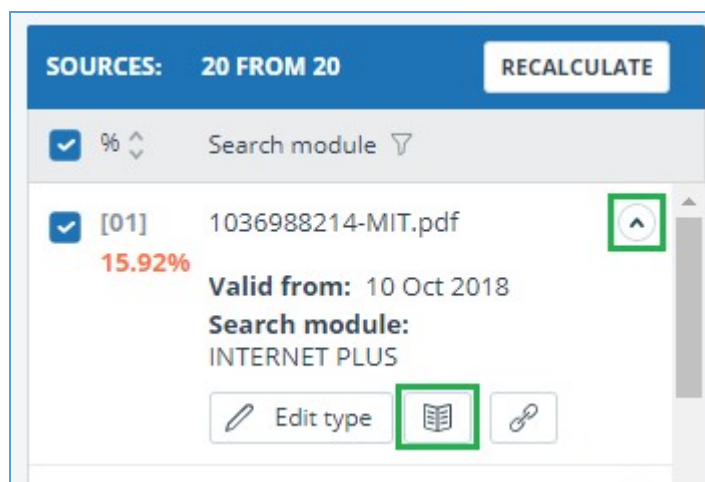 SOURCES: 20 FROM 20 RECALCULATE
% Search module
[01] 1036988214-MIT.pdf
15.92%
Valid from: 10 Oct 2018
Search module:
INTERNET PLUS
Edit type